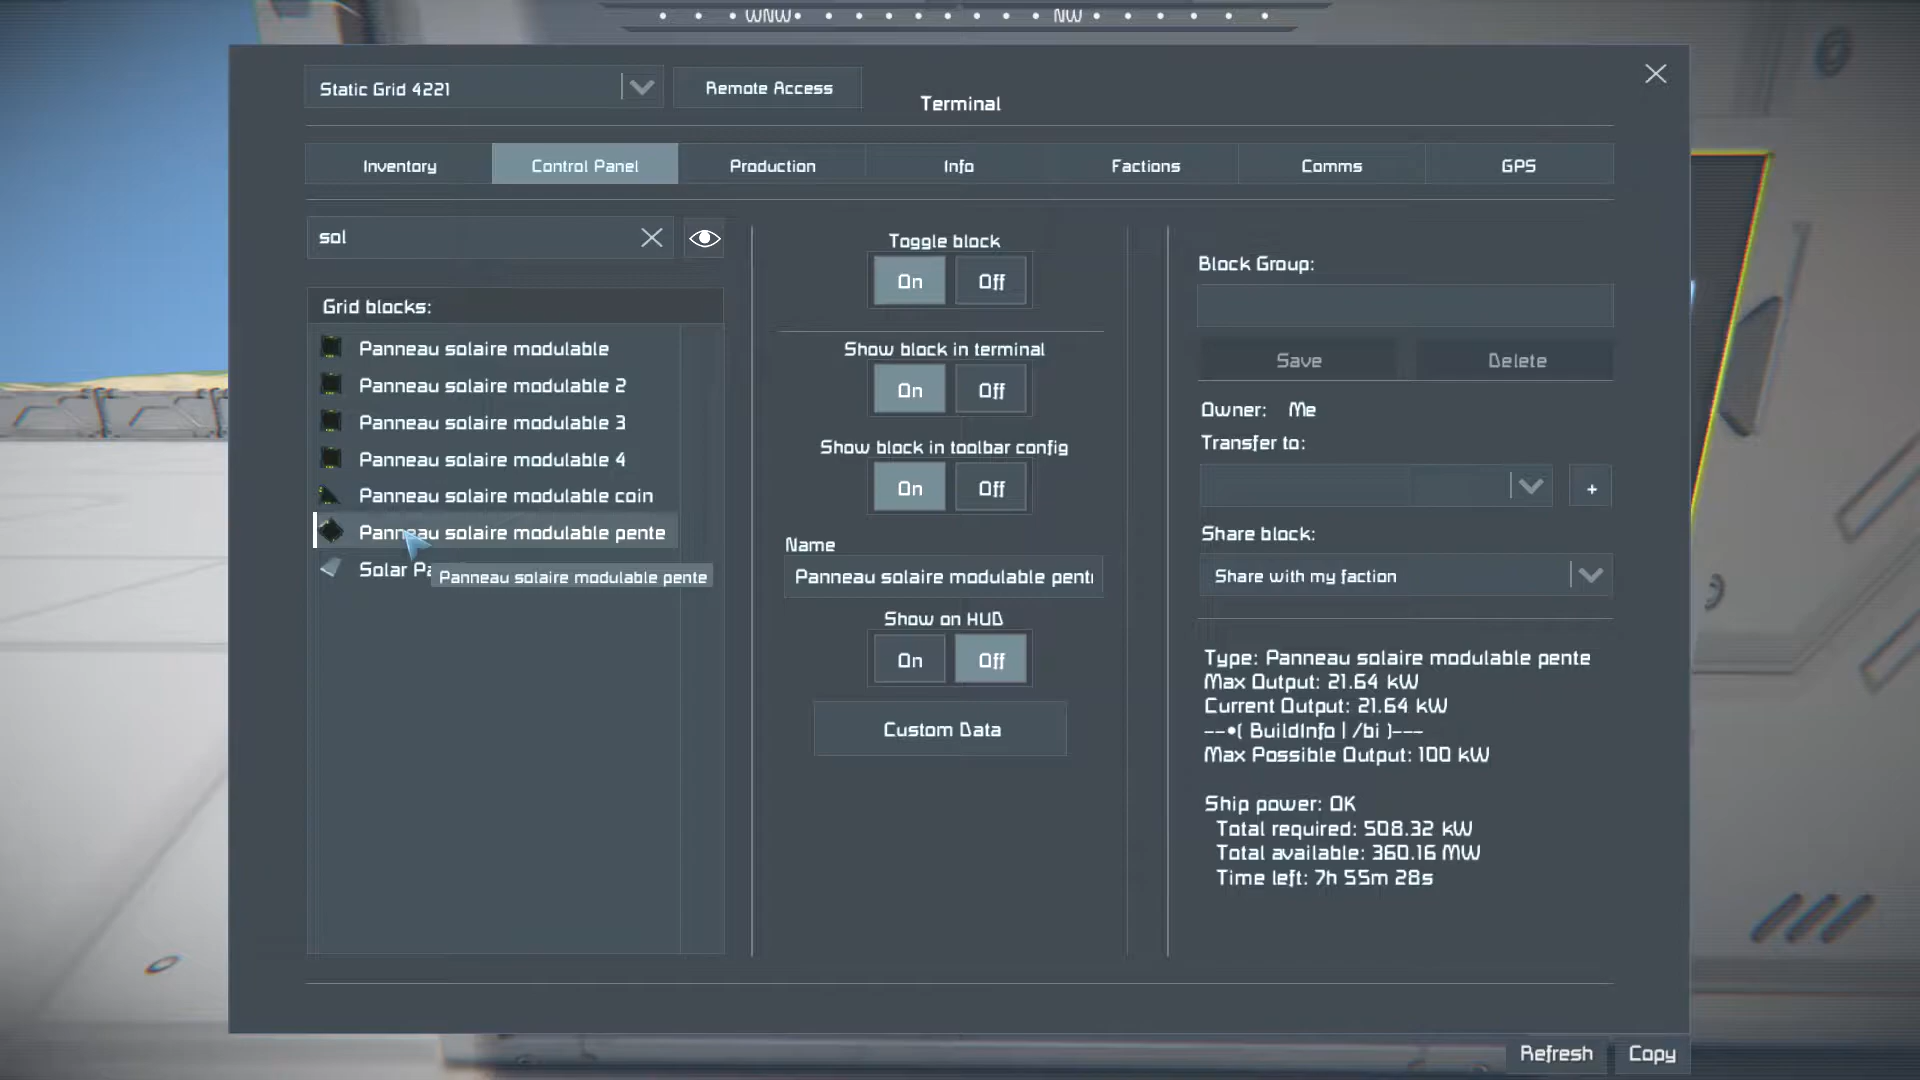 WNW NW
Static Grid 4221
Remote Access
Terminal
Inventory
Control Panel
Production
Info
Factions
Comms
GPS
sol
Grid blocks:
Panneau solaire modulable
Panneau solaire modulable 2
Panneau solaire modulable 3
Panneau solaire modulable 4
Panneau solaire modulable coin
Panneau solaire modulable pente
Solar Pa
Panneau solaire modulable pente
Toggle block
On Off
Show block in terminal
On Off
Show block in toolbar config
On Off
Name
Panneau solaire modulable pent
Show on HUD
On Off
Custom Data
Block Group:
Save Delete
Owner: Me
Transfer to:
+
Share block:
Share with my faction
Type: Panneau solaire modulable pente
Max Output: 21.64 kW
Current Output: 21.64 kW
--•( BuildInfo | /bi )---
Max Possible Output: 100 kW
Ship power: OK
Total required: 508.32 kW
Total available: 360.16 MW
Time left: 7h 55m 28s
Refresh Copy